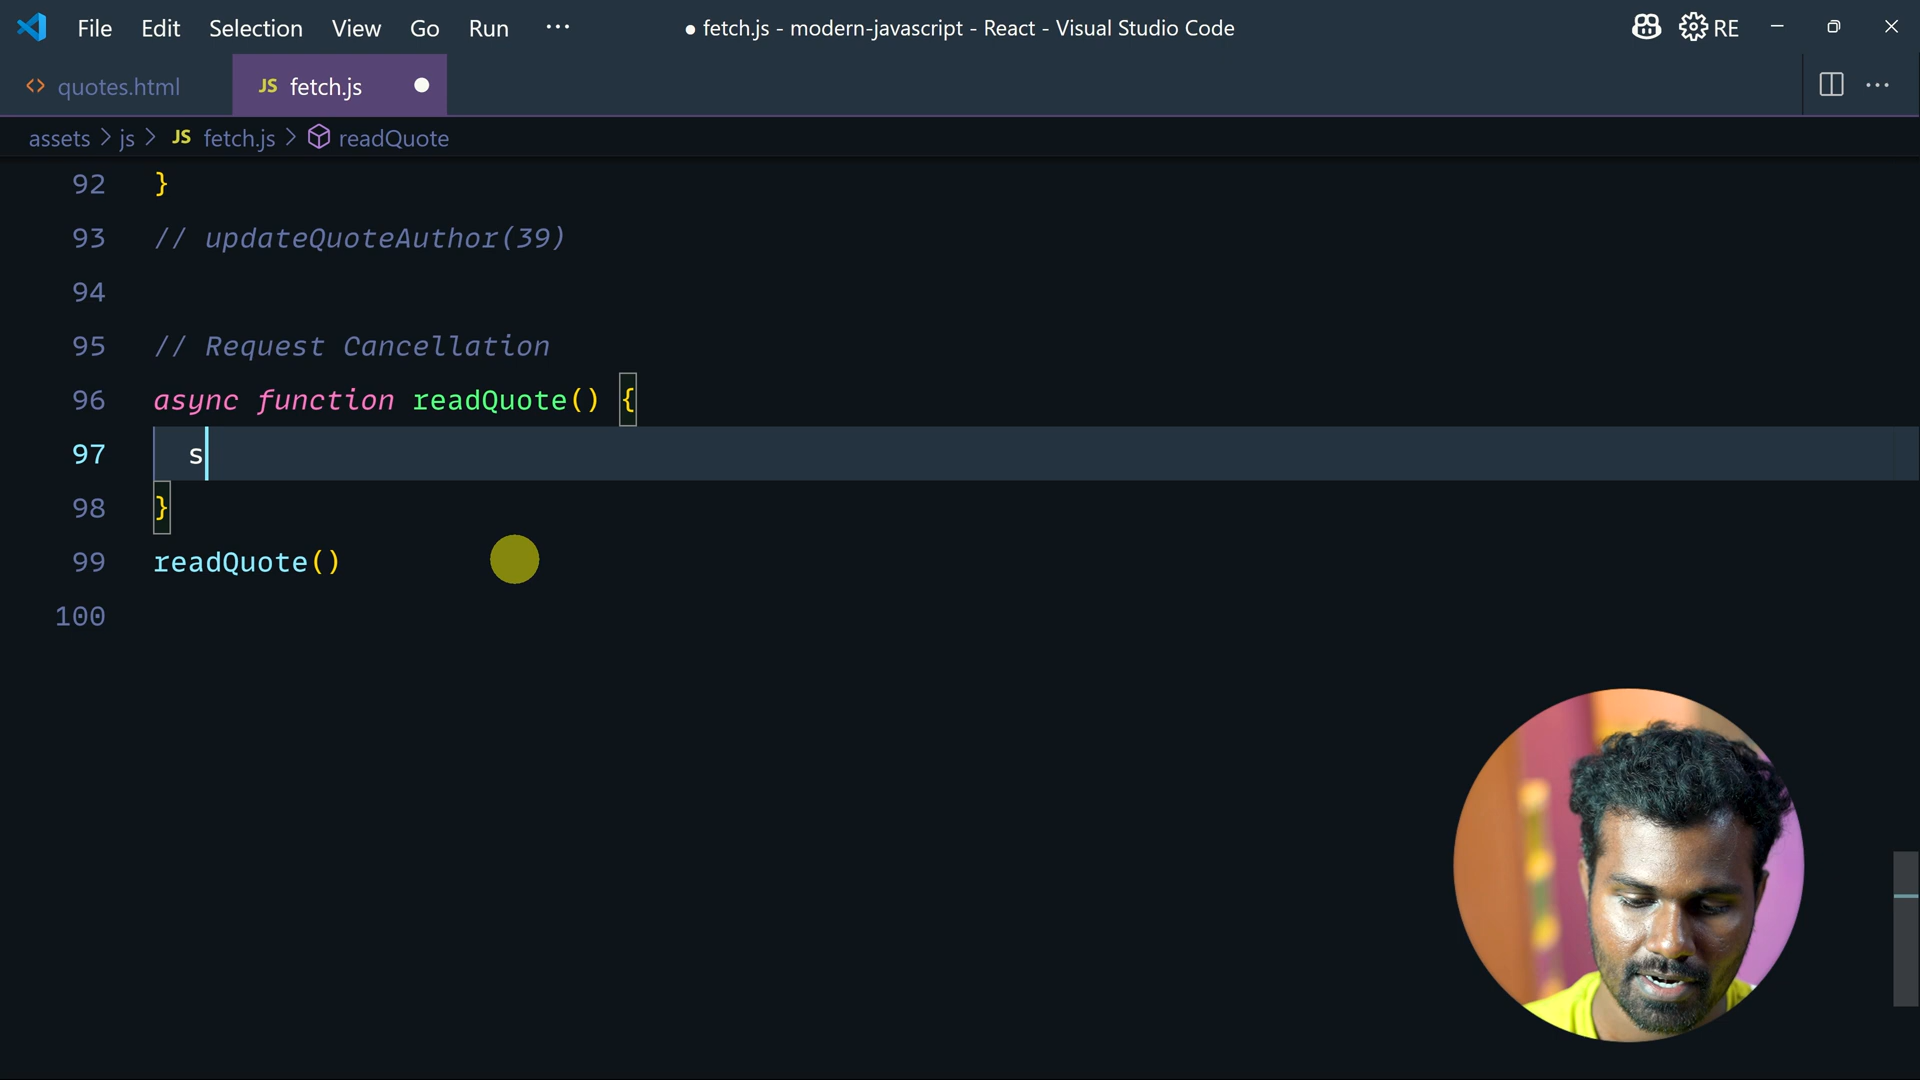 File Edit Selection View Go Run ··· ● fetch.js - modern-javascript - React - Visual Studio Code RE
<> quotes.html JS fetch.js ● ···
assets > js > JS fetch.js > readQuote
92 }
93 // updateQuoteAuthor(39)
94
95 // Request Cancellation
96 async function readQuote() {
97 s
98 }
99 readQuote()
100